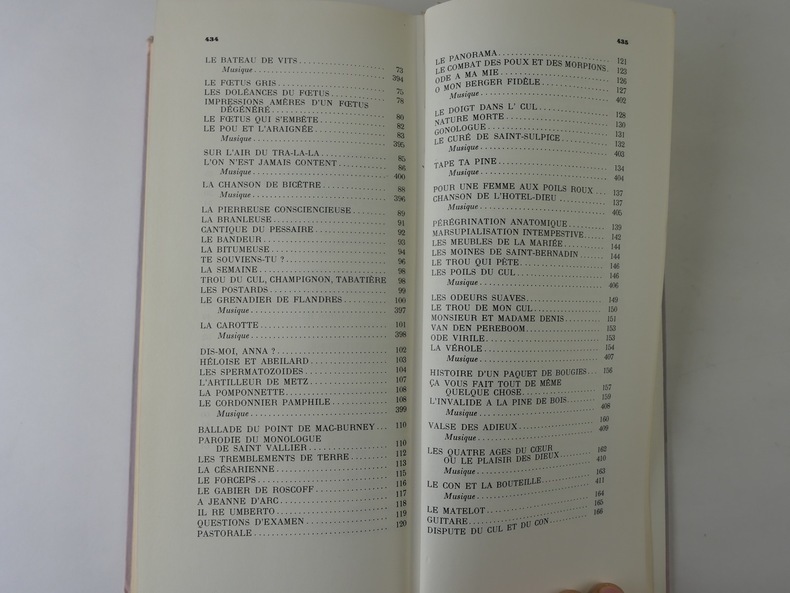 434
LE BATEAU DE VITS 73
Musique 394
LE FŒTUS GRIS
LES DOLÉANCES DU FŒTUS 75
IMPRESSIONS AMÈRES D'UN FŒTUS 78
DÉGÉNÉRÉ
LE FŒTUS QUI S'EMBÊTE 80
LE POU ET L'ARAIGNÉE 82
Musique 83
395
SUR L'AIR DU TRA-LA-LA 85
L'ON N'EST JAMAIS CONTENT 86
Musique 400
LA CHANSON DE BICÊTRE 88
Musique 396
LA PIERREUSE CONSCIENCIEUSE 89
LA BRANLEUSE 91
CANTIQUE DU PESSAIRE 92
LE BANDEUR 93
LA BITUMEUSE 94
TE SOUVIENS-TU ? 96
LA SEMAINE 98
TROU DU CUL, CHAMPIGNON, TABATIÈRE 98
LES POSTARDS 99
LE GRENADIER DE FLANDRES 100
Musique 397
LA CAROTTE 101
Musique 398
DIS-MOI, ANNA ? 102
HÉLOISE ET ABEILARD 103
LES SPERMATOZOIDES 104
L'ARTILLEUR DE METZ 107
LA POMPONNETTE 108
LE CORDONNIER PAMPHILE 108
Musique 399
BALLADE DU POINT DE MAC-BURNEY 110
PARODIE DU MONOLOGUE
DE SAINT VALLIER 110
LES TREMBLEMENTS DE TERRE 112
LA CÉSARIENNE 113
LE FORCEPS 115
LE GABIER DE ROSCOFF 116
A JEANNE D'ARC 117
IL RE UMBERTO 118
QUESTIONS D'EXAMEN 119
PASTORALE 120
435
LE PANORAMA 121
LE COMBAT DES POUX ET DES MORPIONS 123
ODE A MA MIE 126
O MON BERGER FIDÈLE 127
Musique 402
LE DOIGT DANS L' CUL 128
NATURE MORTE 130
GONOLOGUE 131
LE CURÉ DE SAINT-SULPICE 132
Musique 403
TAPE TA PINE 134
Musique 404
POUR UNE FEMME AUX POILS ROUX 137
CHANSON DE L'HOTEL-DIEU 137
Musique 405
PÉRÉGRINATION ANATOMIQUE 139
MARSUPIALISATION INTEMPESTIVE 142
LES MEUBLES DE LA MARIÉE 144
LES MOINES DE SAINT-BERNADIN 144
LE TROU QUI PÈTE 146
LES POILS DU CUL 146
Musique 406
LES ODEURS SUAVES 149
LE TROU DE MON CUL 150
MONSIEUR ET MADAME DENIS 151
VAN DEN PEREBOOM 153
ODE VIRILE 153
LA VÉROLE 154
Musique 407
HISTOIRE D'UN PAQUET DE BOUGIES 156
ÇA VOUS FAIT TOUT DE MÊME
QUELQUE CHOSE 157
L'INVALIDE A LA PINE DE BOIS 159
Musique 408
VALSE DES ADIEUX 160
Musique 409
LES QUATRE AGES DU CŒUR
OU LE PLAISIR DES DIEUX 162
Musique 410
LE CON ET LA BOUTEILLE 163
Musique 411
LE MATELOT 164
GUITARE 165
DISPUTE DU CUL ET DU CON 166